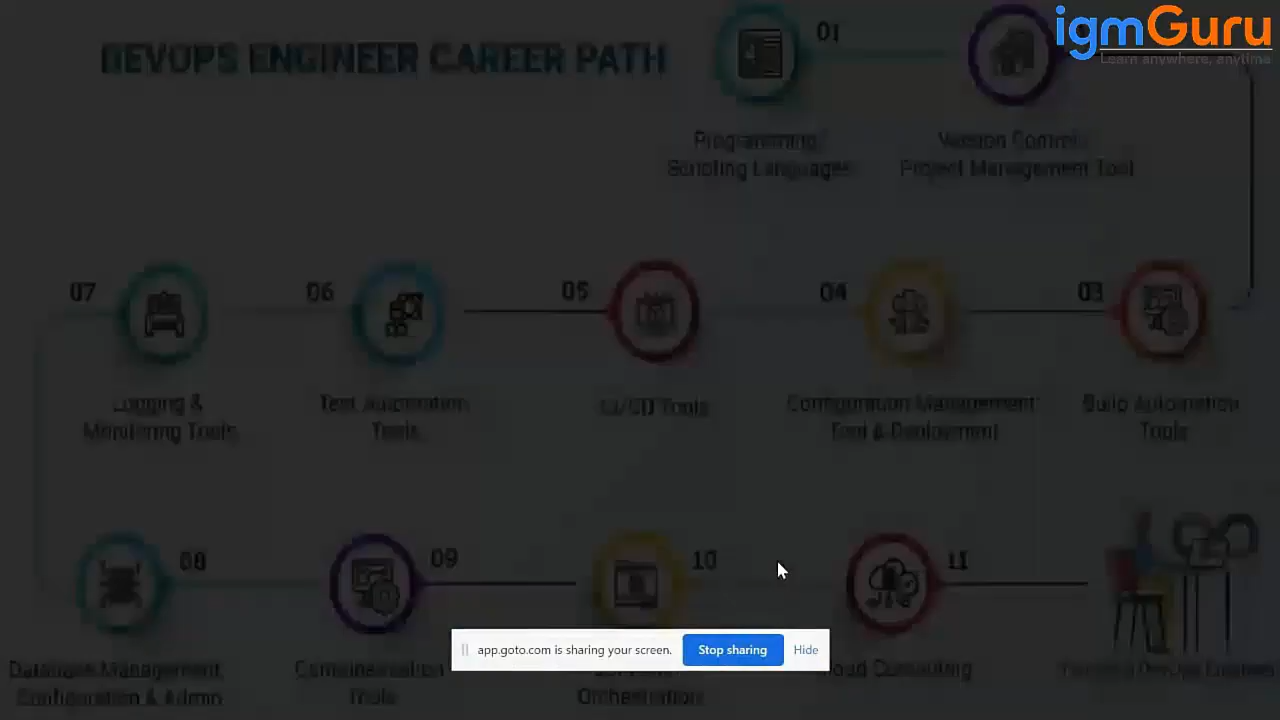 igmGuru
Learn anywhere, anytime
DEVOPS ENGINEER CAREER PATH
01
Programming/
Scripting Languages
Version Control/
Project Management Tool
07
06
05
04
03
Logging &
Monitoring Tools
Test Automation
Tools
CI/CD Tools
Configuration Management
Tool & Deployment
Build Automation
Tools
08
09
10
11
Database Management
Configuration & Admin
Containerisation
Tools
Orchestration
Cloud Computing
DevOps Engineer
app.goto.com is sharing your screen.
Stop sharing
Hide